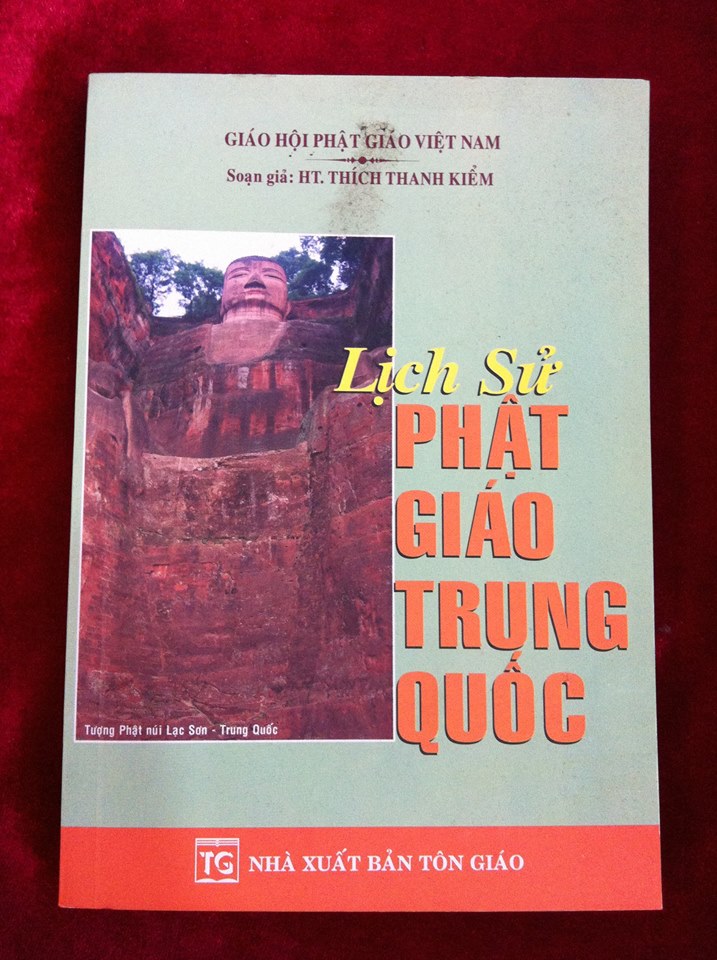 GIÁO HỘI PHẬT GIÁO VIỆT NAM
Soạn giả: HT. THÍCH THANH KIỂM
Lịch Sử
PHẬT
GIÁO
TRUNG
QUỐC
Tượng Phật núi Lạc Sơn - Trung Quốc
TG
NHÀ XUẤT BẢN TÔN GIÁO